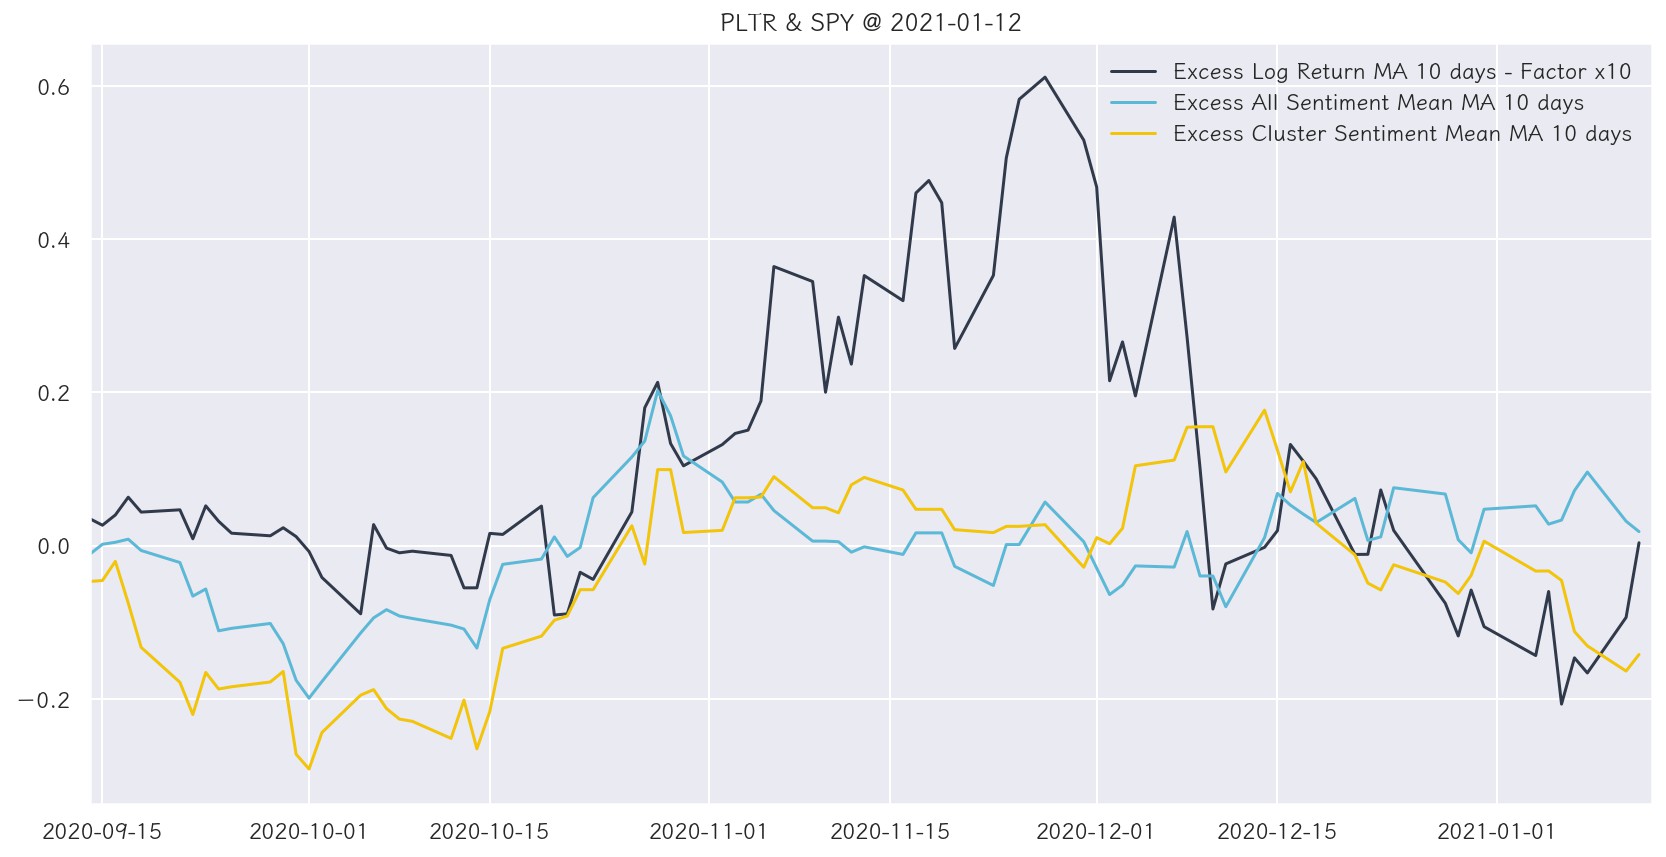 PLTR & SPY @ 2021-01-12
Excess Log Return MA 10 days - Factor x10
Excess All Sentiment Mean MA 10 days
Excess Cluster Sentiment Mean MA 10 days
0.6
0.4
0.2
0.0
−0.2
2020-09-15 2020-10-01 2020-10-15 2020-11-01 2020-11-15 2020-12-01 2020-12-15 2021-01-01